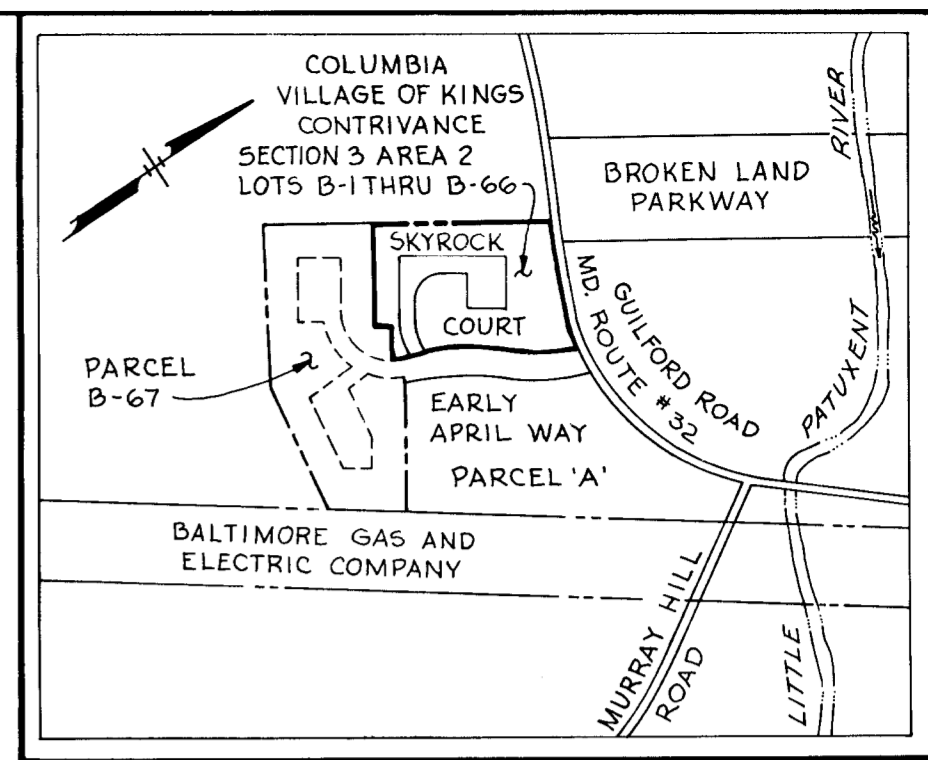 COLUMBIA
VILLAGE OF KINGS
CONTRIVANCE
SECTION 3 AREA 2
LOTS B-1 THRU B-66
BROKEN LAND
PARKWAY
RIVER
SKYROCK
COURT
GUILFORD ROAD
MD. ROUTE #32
PATUXENT
PARCEL
B-67
EARLY
APRIL WAY
PARCEL 'A'
BALTIMORE GAS AND
ELECTRIC COMPANY
MURRAY HILL
ROAD
LITTLE